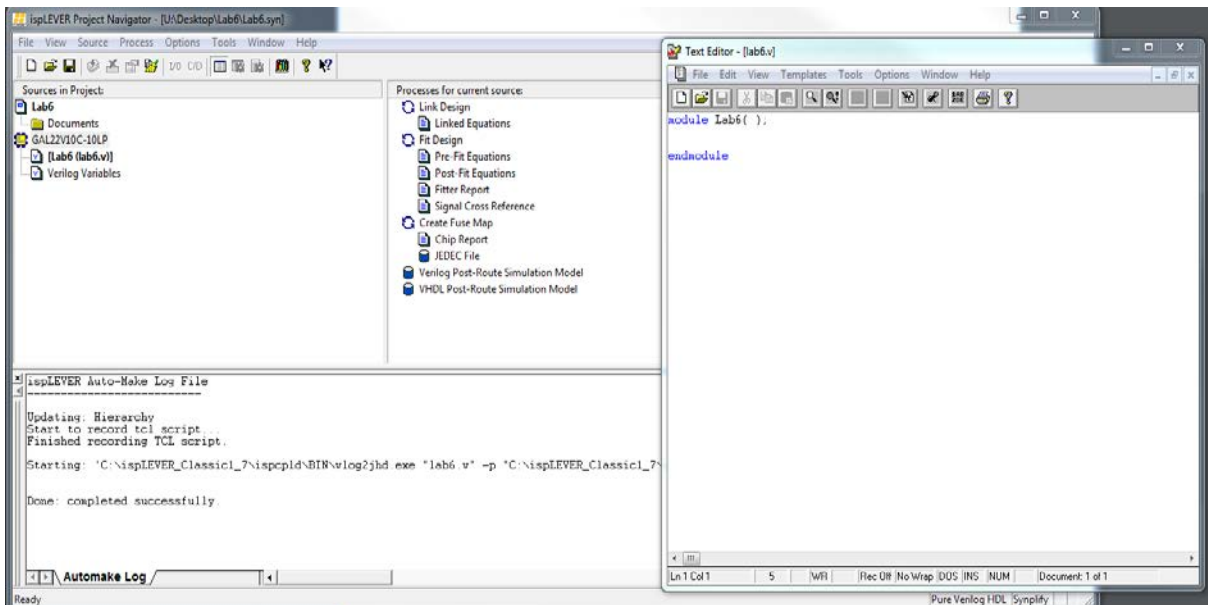 ispLEVER Project Navigator - [U:\Desktop\Lab6\Lab6.syn]
File View Source Process Options Tools Window Help
I/O C/D
Sources in Project:
Lab6
Documents
GAL22V10C-10LP
[Lab6 (lab6.v)]
Verilog Variables
Processes for current source:
Link Design
Linked Equations
Fit Design
Pre-Fit Equations
Post-Fit Equations
Fitter Report
Signal Cross Reference
Create Fuse Map
Chip Report
JEDEC File
Verilog Post-Route Simulation Model
VHDL Post-Route Simulation Model
ispLEVER Auto-Make Log File
---------------------------
Updating: Hierarchy
Start to record tcl script...
Finished recording TCL script.
Starting: 'C:\ispLEVER_Classic1_7\ispcpld\BIN\vlog2jhd.exe "lab6.v" -p "C:\ispLEVER_Classic1_7\
Done: completed successfully.
Automake Log
Ready
Pure Verilog HDL Synplify
Text Editor - [lab6.v]
File Edit View Templates Tools Options Window Help
module Lab6( );
endmodule
Ln 1 Col 1 5 WR Rec Off No Wrap DOS INS NUM Document: 1 of 1